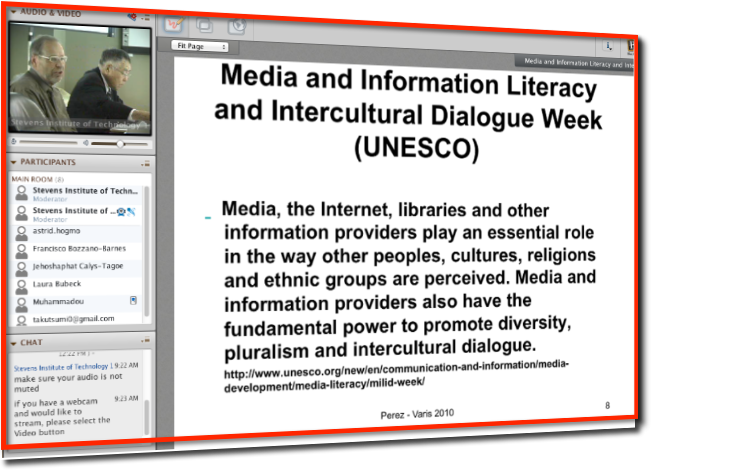 AUDIO & VIDEO
Stevens Institute of Technology
PARTICIPANTS
MAIN ROOM (8)
Stevens Institute of Techn...
Moderator
Stevens Institute of ...
Moderator
astrid.hogmo
Francisco Bozzano-Barnes
Jehoshaphat Calys-Tagoe
Laura Bubeck
Muhammadou
takutsumi0@gmail.com
CHAT
Stevens Institute of Technology 1 9:22 AM
make sure your audio is not
muted
9:23 AM
if you have a webcam
and would like to
stream, please select the
Video button
Fit Page
Media and Information Literacy and Inte
Media and Information Literacy
and Intercultural Dialogue Week
(UNESCO)
Media, the Internet, libraries and other
information providers play an essential role
in the way other peoples, cultures, religions
and ethnic groups are perceived. Media and
information providers also have the
fundamental power to promote diversity,
pluralism and intercultural dialogue.
http://www.unesco.org/new/en/communication-and-information/media-
development/media-literacy/milid-week/
Perez - Varis 2010
8